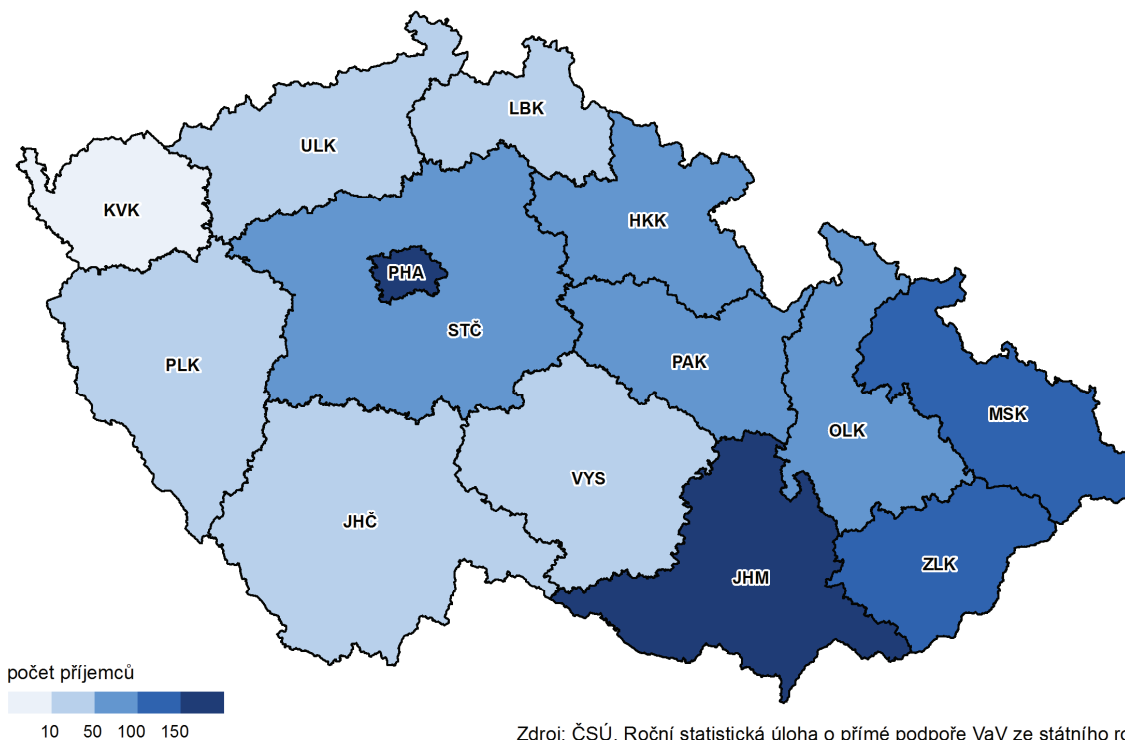 LBK
ULK
KVK
HKK
PHA
STČ
PLK
PAK
MSK
OLK
VYS
JHČ
ZLK
JHM
počet příjemců
10 50 100 150
Zdroj: ČSÚ, Roční statistická úloha o přímé podpoře VaV ze státního